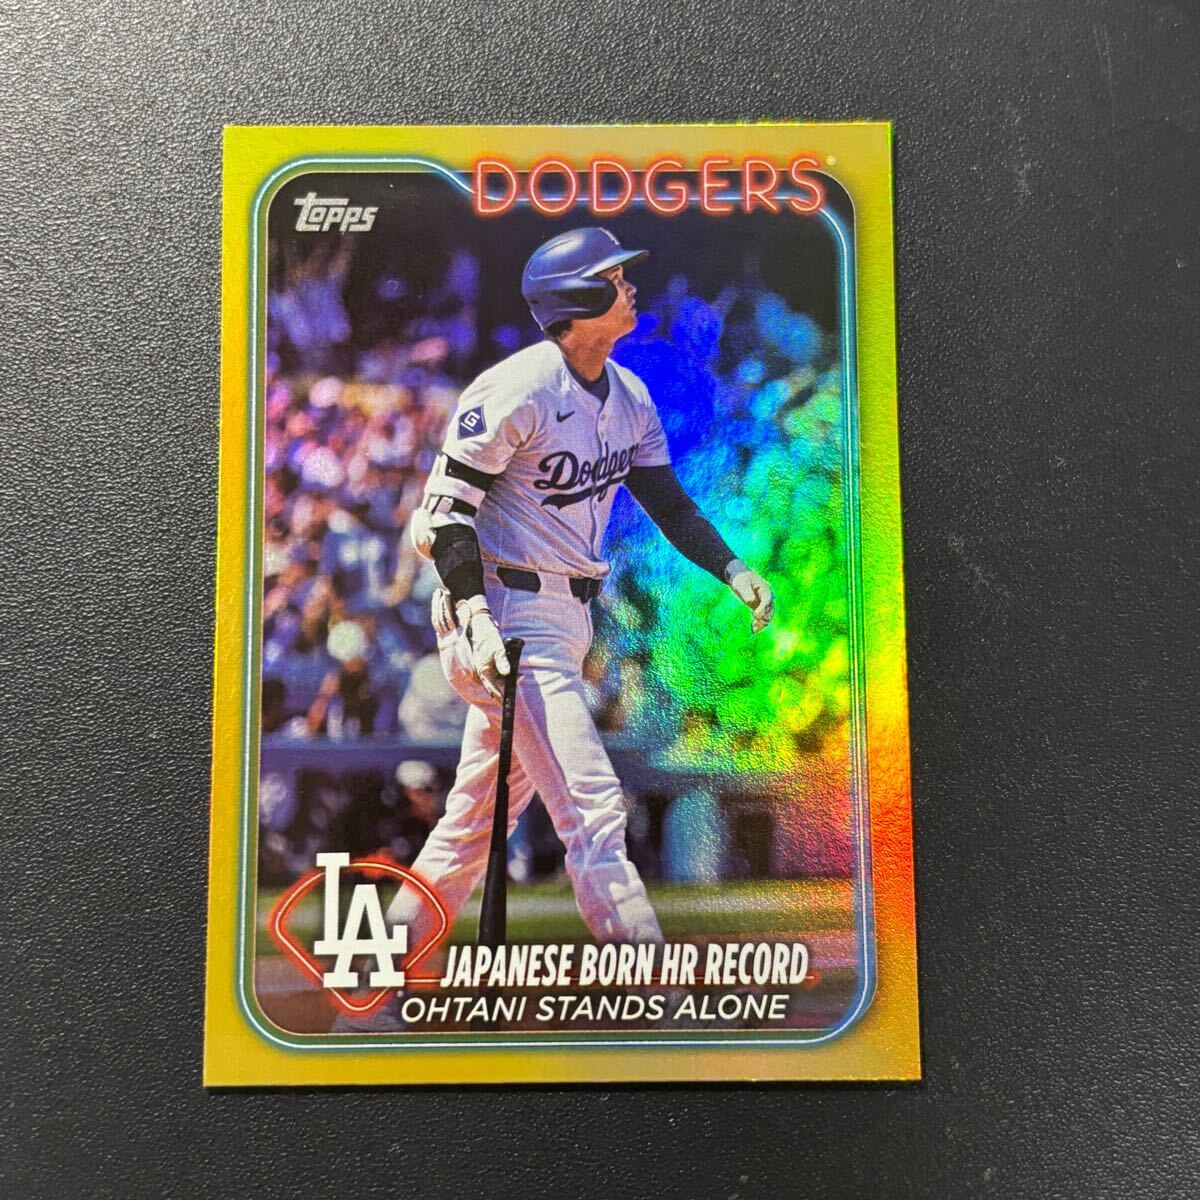 DODGERS
Topps
G
Dodgers
LA
JAPANESE BORN HR RECORD
OHTANI STANDS ALONE